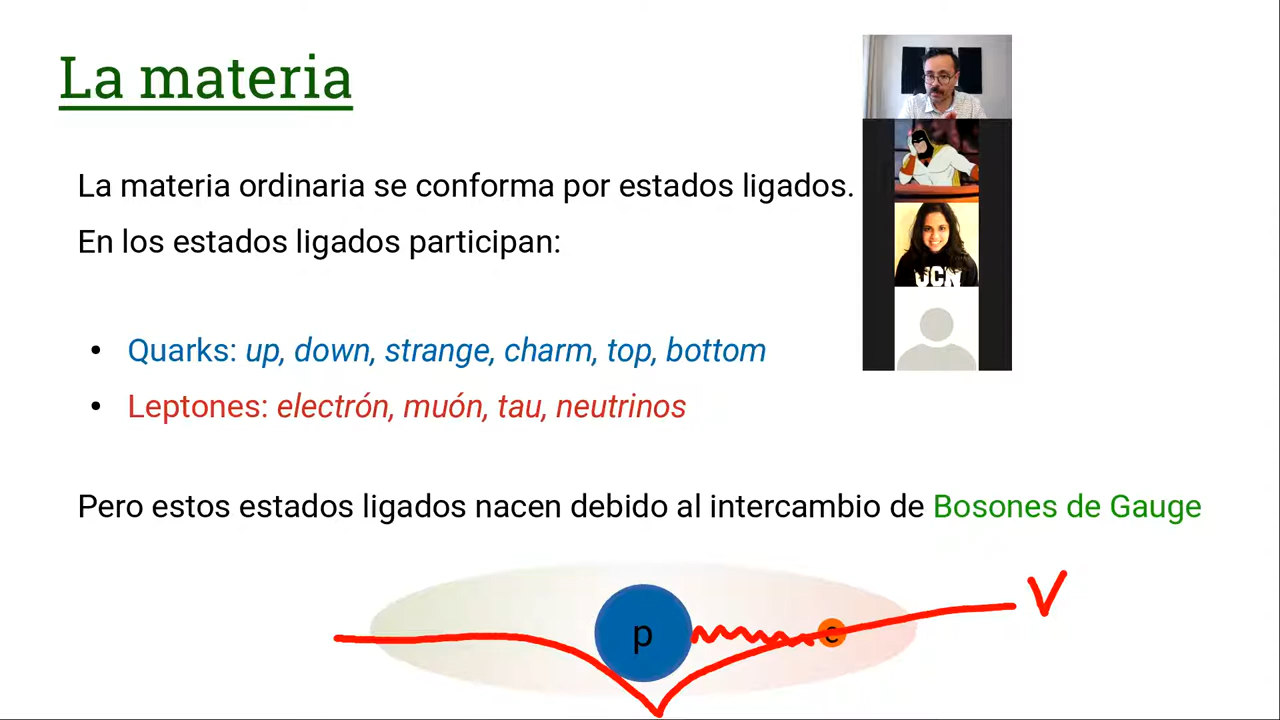 La materia
La materia ordinaria se conforma por estados ligados.
En los estados ligados participan:
UCN
• Quarks: up, down, strange, charm, top, bottom
• Leptones: electrón, muón, tau, neutrinos
Pero estos estados ligados nacen debido al intercambio de Bosones de Gauge
V
p
e